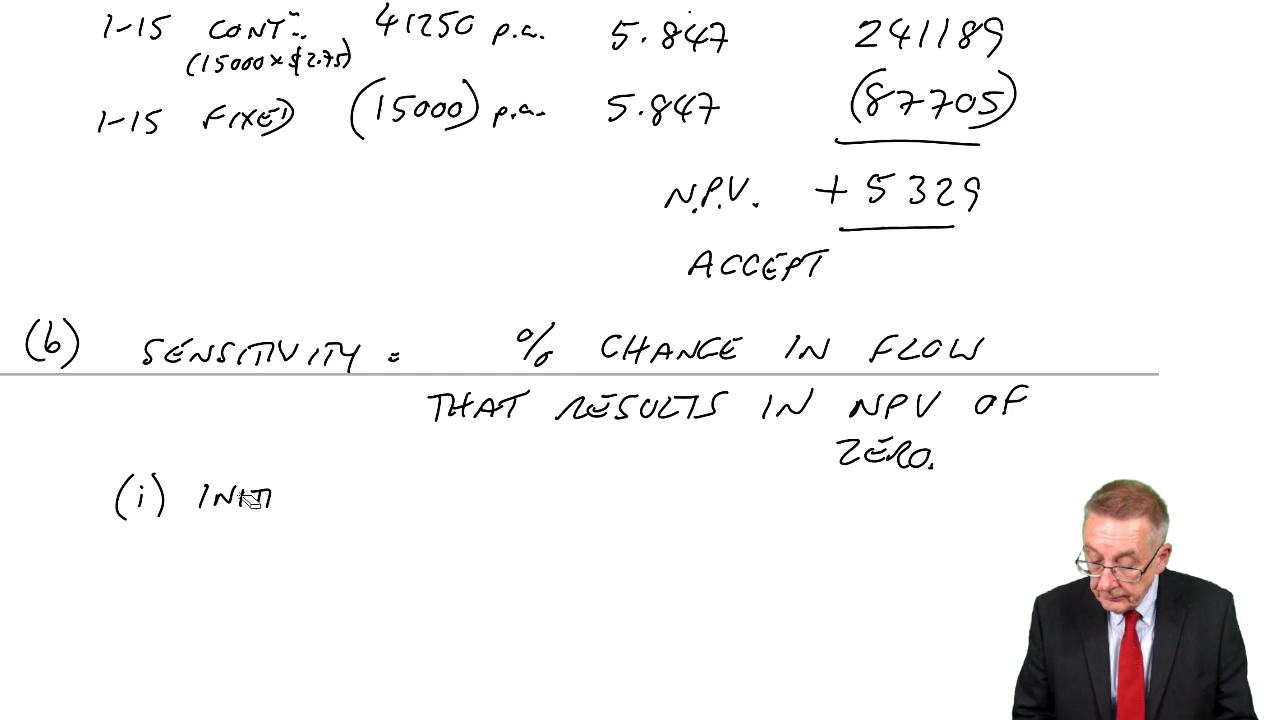 1-15 CONT:. 41250 p.a. 5.847 241189
(15000 × $2.75)
1-15 FIXED (15000) p.a. 5.847 (87705)
N.P.V. +5329
ACCEPT
(b) SENSITIVITY = % CHANGE IN FLOW
THAT RESULTS IN NPV OF
ZERO.
(i) INIT